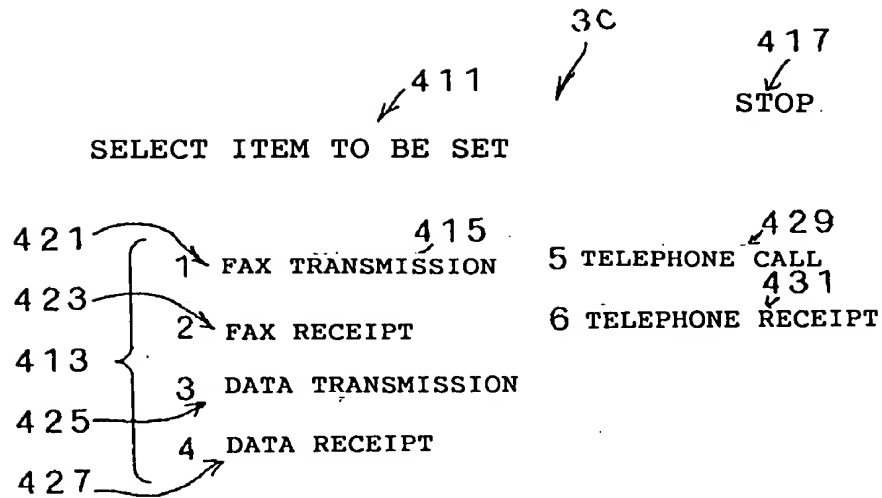 3C
417
411
STOP
SELECT ITEM TO BE SET
421
415
429
1 FAX TRANSMISSION
5 TELEPHONE CALL
423
431
2 FAX RECEIPT
6 TELEPHONE RECEIPT
413
3 DATA TRANSMISSION
425
4 DATA RECEIPT
427